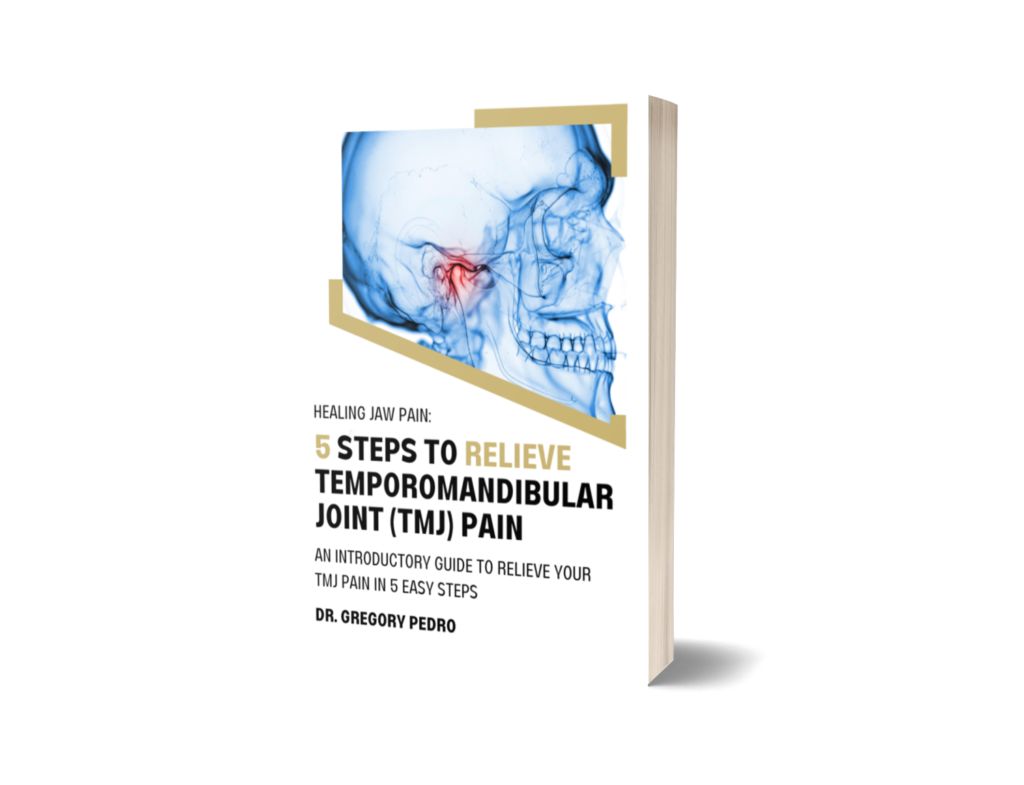 HEALING JAW PAIN:
5 STEPS TO RELIEVE
TEMPOROMANDIBULAR
JOINT (TMJ) PAIN
AN INTRODUCTORY GUIDE TO RELIEVE YOUR
TMJ PAIN IN 5 EASY STEPS
DR. GREGORY PEDRO